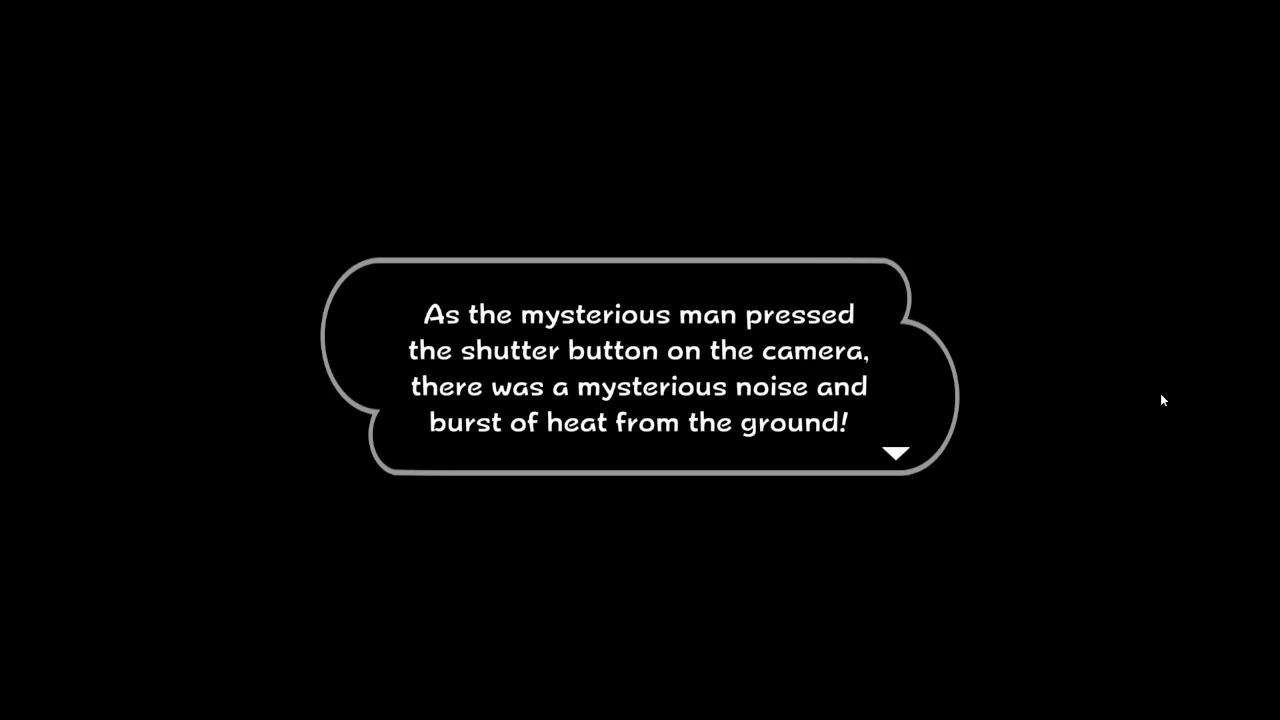 As the mysterious man pressed
the shutter button on the camera,
there was a mysterious noise and
burst of heat from the ground!